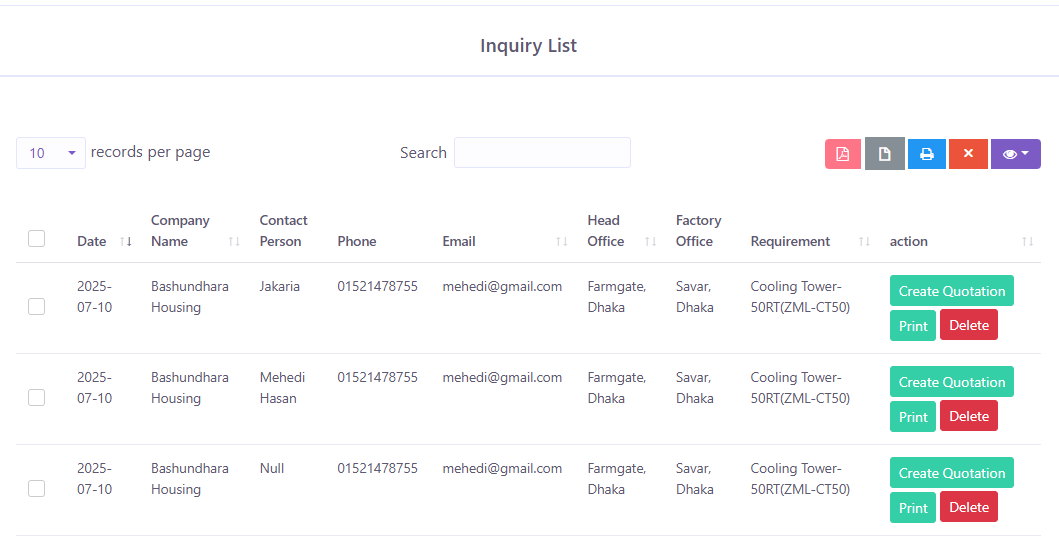 Inquiry List
10 records per page Search
Company Contact Head Factory
Date Name Person Phone Email Office Office Requirement action
2025- Bashundhara Jakaria 01521478755 mehedi@gmail.com Farmgate, Savar, Cooling Tower- Create Quotation
07-10 Housing Dhaka Dhaka 50RT(ZML-CT50)
Print Delete
2025- Bashundhara Mehedi 01521478755 mehedi@gmail.com Farmgate, Savar, Cooling Tower- Create Quotation
07-10 Housing Hasan Dhaka Dhaka 50RT(ZML-CT50)
Print Delete
2025- Bashundhara Null 01521478755 mehedi@gmail.com Farmgate, Savar, Cooling Tower- Create Quotation
07-10 Housing Dhaka Dhaka 50RT(ZML-CT50)
Print Delete